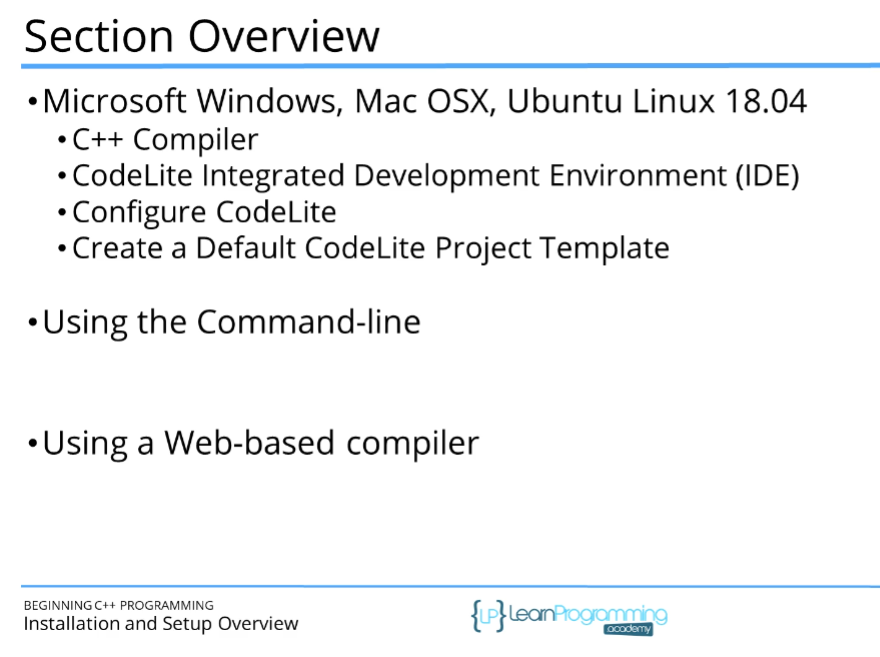 Section Overview
•Microsoft Windows, Mac OSX, Ubuntu Linux 18.04
•C++ Compiler
•CodeLite Integrated Development Environment (IDE)
•Configure CodeLite
•Create a Default CodeLite Project Template
•Using the Command-line
•Using a Web-based compiler
BEGINNING C++ PROGRAMMING
Installation and Setup Overview
{LP} LearnProgramming
academy